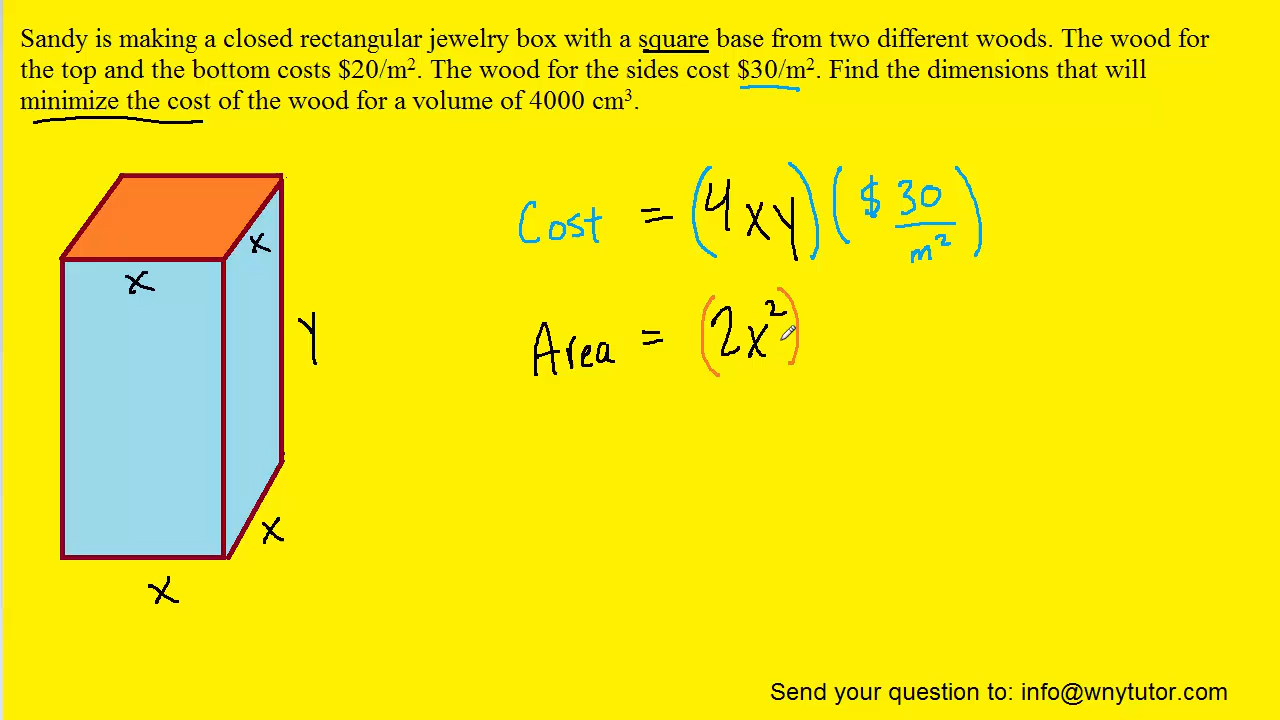 Sandy is making a closed rectangular jewelry box with a square base from two different woods. The wood for
the top and the bottom costs $20/m². The wood for the sides cost $30/m². Find the dimensions that will
minimize the cost of the wood for a volume of 4000 cm³.
Cost = (4xy)($30/m²)
x
x
y
Area = (2x²)
x
x
Send your question to: info@wnytutor.com